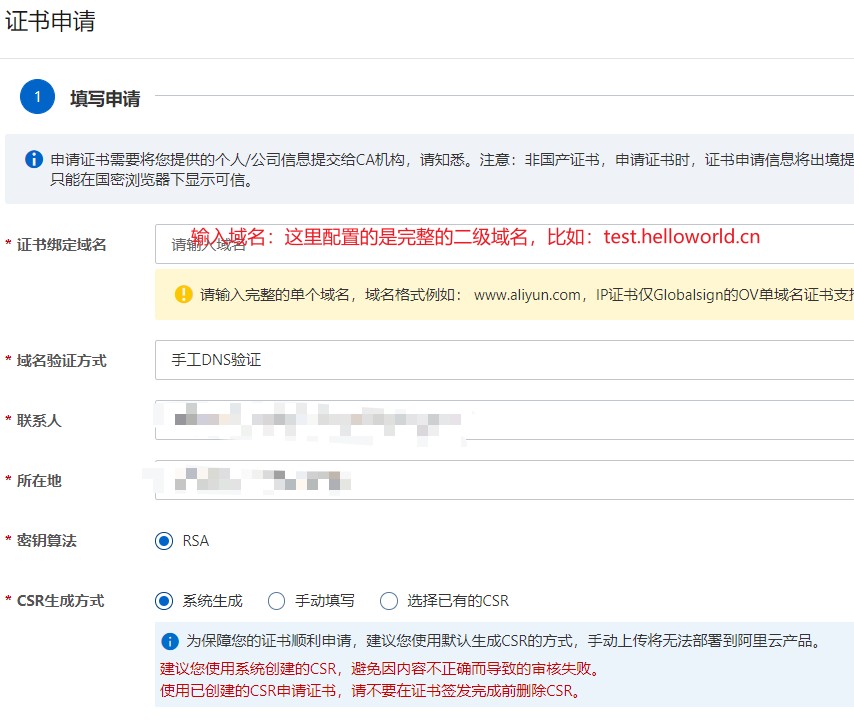 证书申请
1 填写申请
申请证书需要将您提供的个人/公司信息提交给CA机构，请知悉。注意：非国产证书，申请证书时，证书申请信息将出境提
只能在国密浏览器下显示可信。
* 证书绑定域名 请输入域名
输入域名：这里配置的是完整的二级域名，比如：test.helloworld.cn
请输入完整的单个域名，域名格式例如： www.aliyun.com，IP证书仅Globalsign的OV单域名证书支持
* 域名验证方式 手工DNS验证
* 联系人
* 所在地
* 密钥算法 RSA
* CSR生成方式 系统生成 手动填写 选择已有的CSR
为保障您的证书顺利申请，建议您使用默认生成CSR的方式，手动上传将无法部署到阿里云产品。
建议您使用系统创建的CSR，避免因内容不正确而导致的审核失败。
使用已创建的CSR申请证书，请不要在证书签发完成前删除CSR。